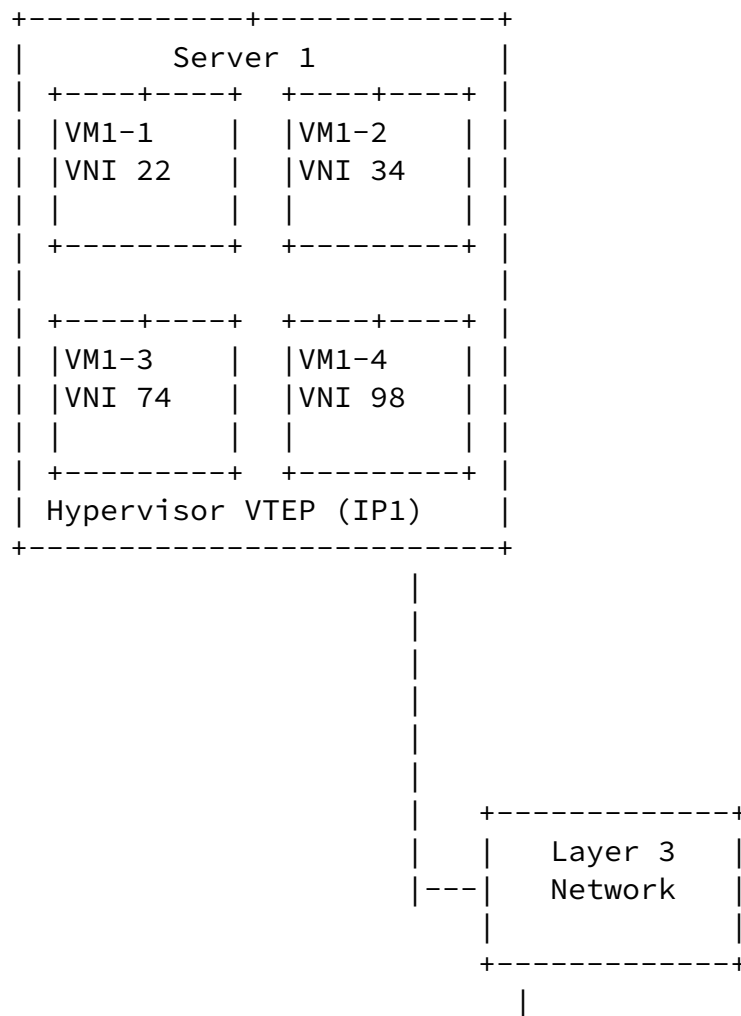 Server 1
VM1-1 VM1-2
VNI 22 VNI 34
VM1-3 VM1-4
VNI 74 VNI 98
Hypervisor VTEP (IP1)
Layer 3
Network